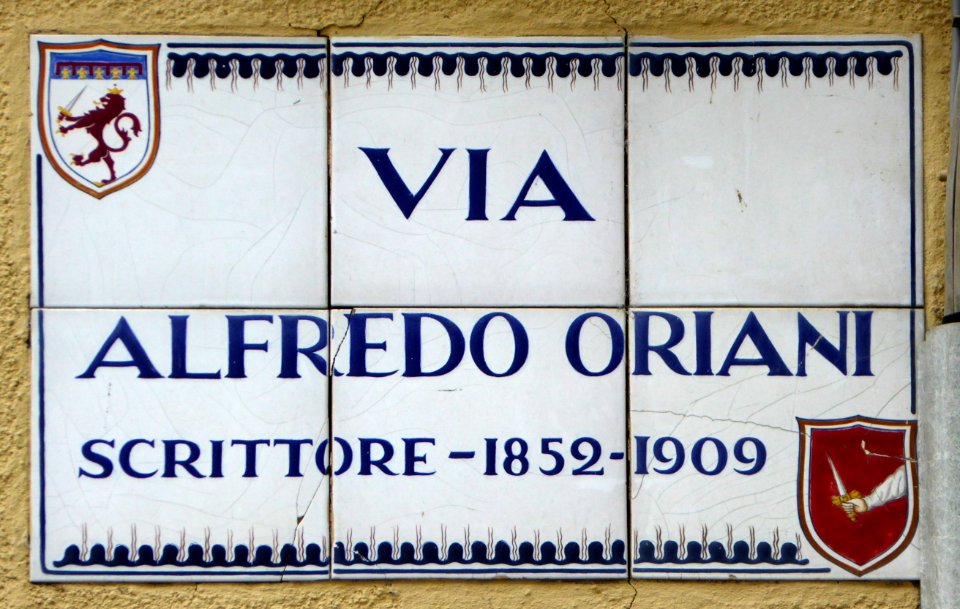 VIA
ALFREDO ORIANI
SCRITTORE - 1852 - 1909